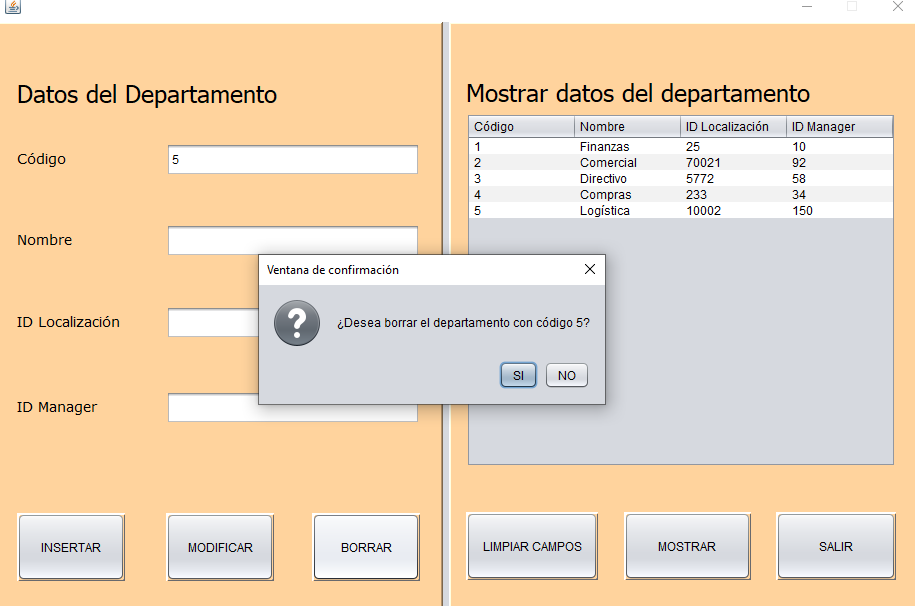 Datos del Departamento
Código
5
Nombre
ID Localización
ID Manager
INSERTAR
MODIFICAR
BORRAR
Mostrar datos del departamento
Código Nombre ID Localización ID Manager
1 Finanzas 25 10
2 Comercial 70021 92
3 Directivo 5772 58
4 Compras 233 34
5 Logística 10002 150
Ventana de confirmación
¿Desea borrar el departamento con código 5?
SI
NO
LIMPIAR CAMPOS
MOSTRAR
SALIR